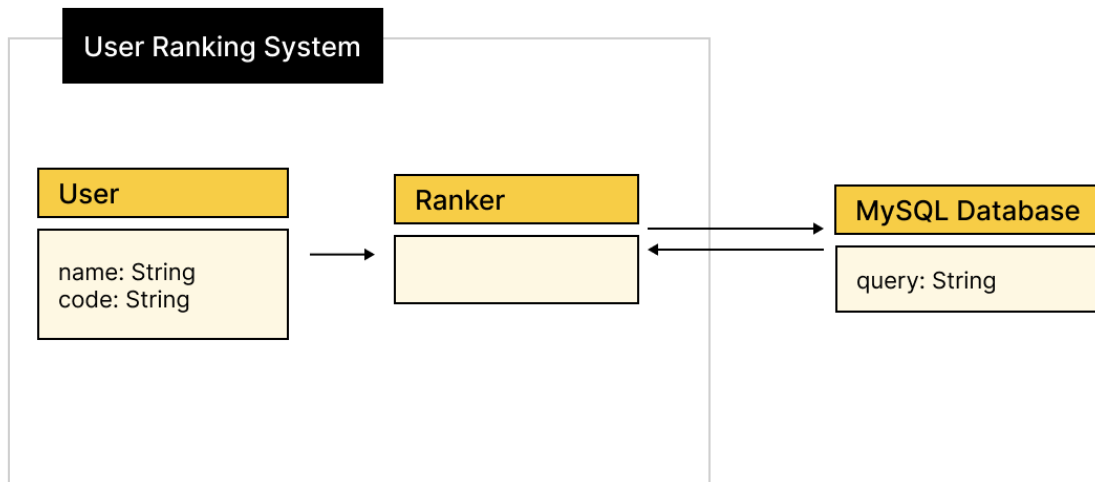 User Ranking System
User
name: String
code: String
Ranker
MySQL Database
query: String